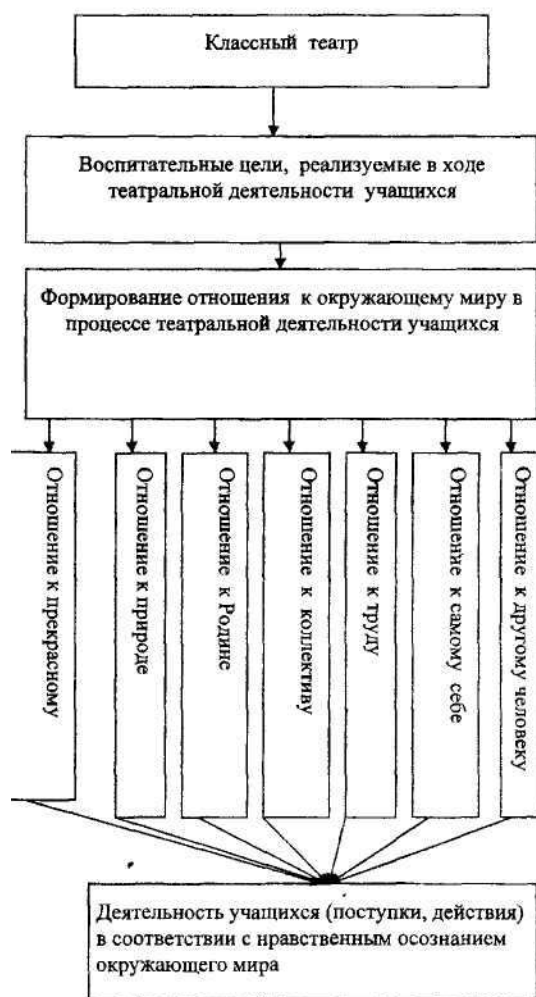 Классный театр
Воспитательные цели, реализуемые в ходе
театральной деятельности учащихся
Формирование отношения к окружающему миру в
процессе театральной деятельности учащихся
Отношение к прекрасному
Отношение к природе
Отношение к Родине
Отношение к коллективу
Отношение к труду
Отношение к самому себе
Отношение к другому человеку
Деятельность учащихся (поступки, действия)
в соответствии с нравственным осознанием
окружающего мира